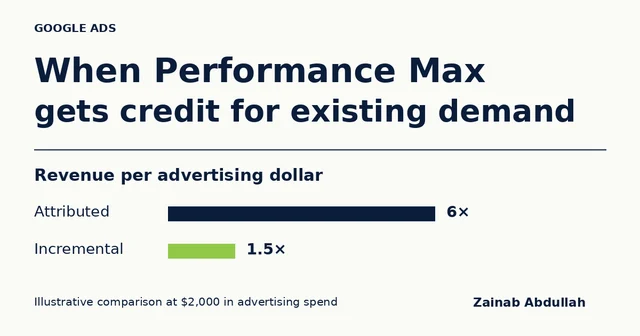 GOOGLE ADS
When Performance Max
gets credit for existing demand
Revenue per advertising dollar
Attributed 6×
Incremental 1.5×
Illustrative comparison at $2,000 in advertising spend Zainab Abdullah